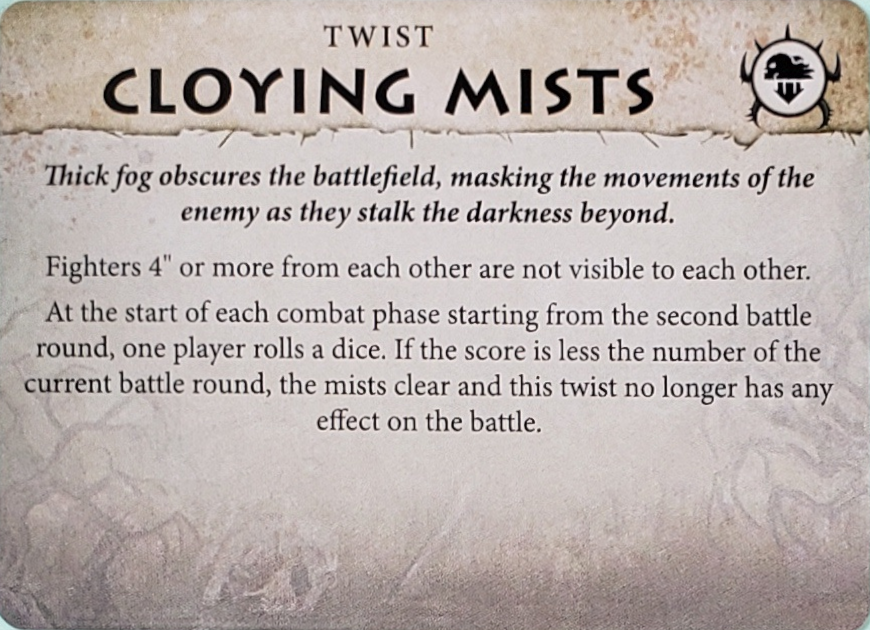 TWIST
CLOYING MISTS
Thick fog obscures the battlefield, masking the movements of the
enemy as they stalk the darkness beyond.
Fighters 4" or more from each other are not visible to each other.
At the start of each combat phase starting from the second battle
round, one player rolls a dice. If the score is less the number of the
current battle round, the mists clear and this twist no longer has any
effect on the battle.